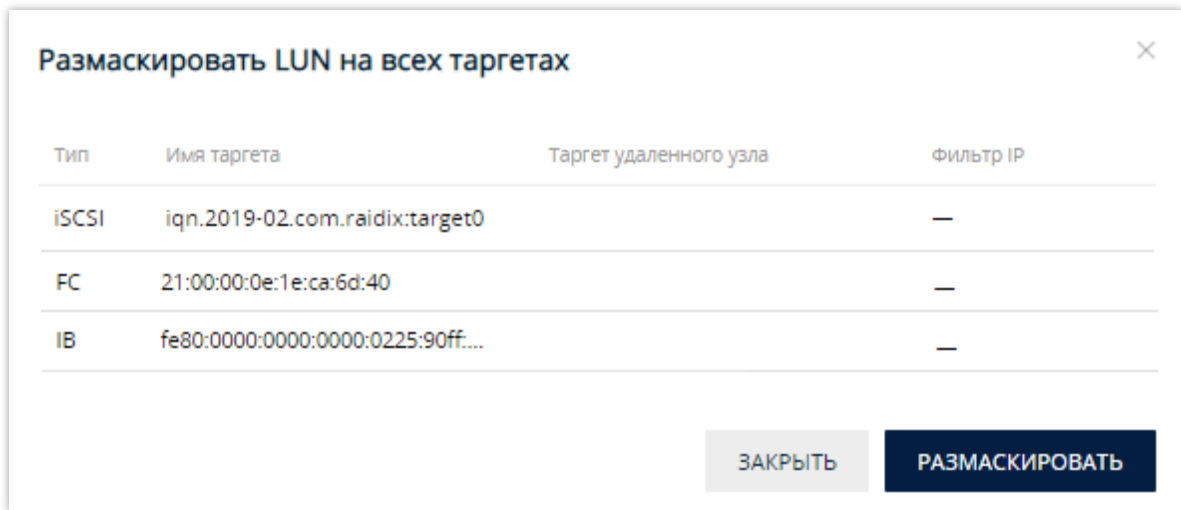 Размаскировать LUN на всех таргетах
Тип Имя таргета Таргет удаленного узла Фильтр IP
iSCSI iqn.2019-02.com.raidix:target0 —
FC 21:00:00:0e:1e:ca:6d:40 —
IB fe80:0000:0000:0000:0225:90ff:... —
ЗАКРЫТЬ РАЗМАСКИРОВАТЬ